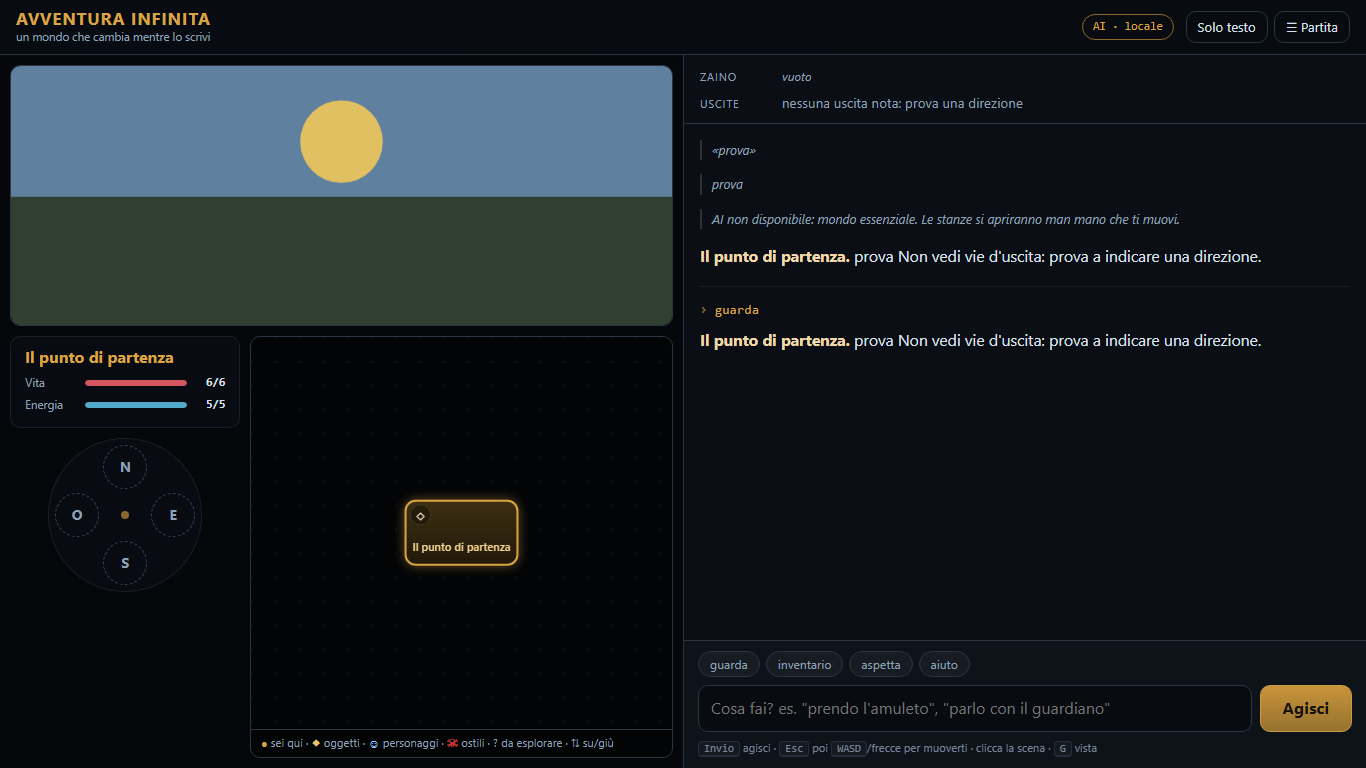 AVVENTURA INFINITA
un mondo che cambia mentre lo scrivi
AI · locale
Solo testo
☰ Partita
Il punto di partenza
Vita 6/6
Energia 5/5
N
O
E
S
◇
Il punto di partenza
● sei qui · ◆ oggetti · ☺ personaggi · ☠ ostili · ? da esplorare · ⇅ su/giù
ZAINO vuoto
USCITE nessuna uscita nota: prova una direzione
«prova»
prova
AI non disponibile: mondo essenziale. Le stanze si apriranno man mano che ti muovi.
Il punto di partenza. prova Non vedi vie d'uscita: prova a indicare una direzione.
› guarda
Il punto di partenza. prova Non vedi vie d'uscita: prova a indicare una direzione.
guarda inventario aspetta aiuto
Cosa fai? es. "prendo l'amuleto", "parlo con il guardiano"
Agisci
Invio agisci · Esc poi WASD/frecce per muoverti · clicca la scena · G vista